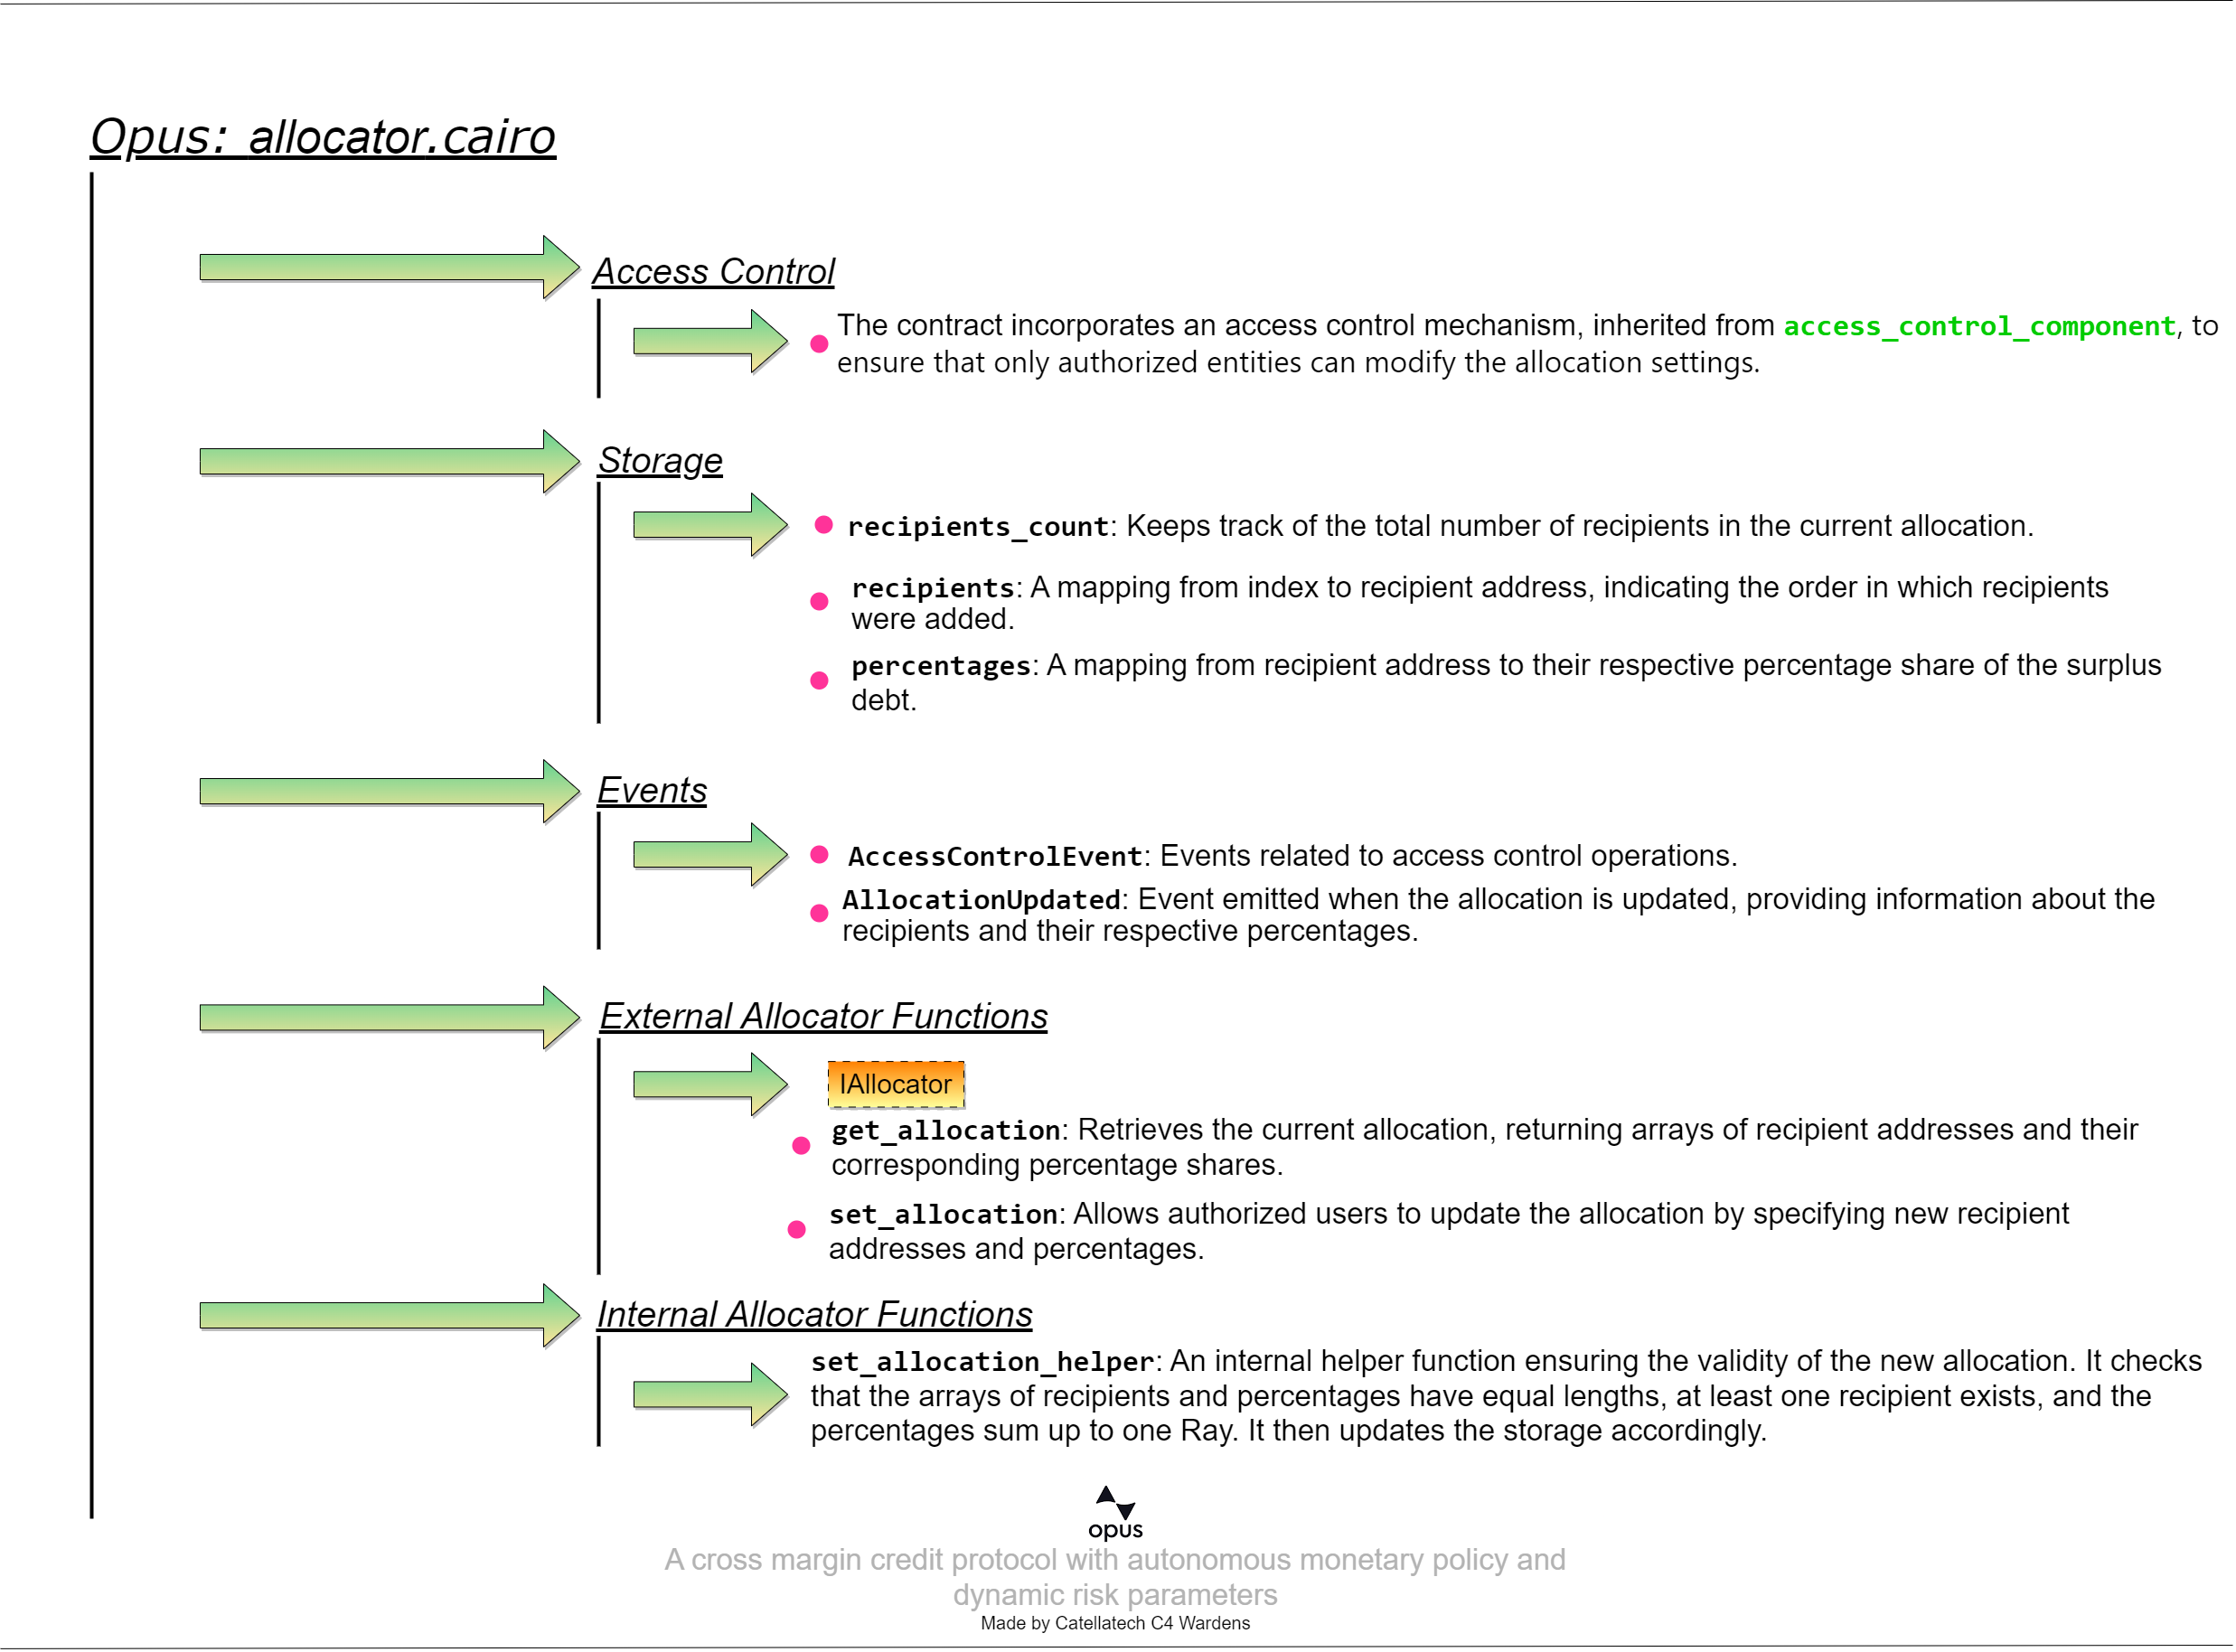 Opus: allocator.cairo
Access Control
The contract incorporates an access control mechanism, inherited from access_control_component, to
ensure that only authorized entities can modify the allocation settings.
Storage
recipients_count: Keeps track of the total number of recipients in the current allocation.
recipients: A mapping from index to recipient address, indicating the order in which recipients
were added.
percentages: A mapping from recipient address to their respective percentage share of the surplus
debt.
Events
AccessControlEvent: Events related to access control operations.
AllocationUpdated: Event emitted when the allocation is updated, providing information about the
recipients and their respective percentages.
External Allocator Functions
IAllocator
get_allocation: Retrieves the current allocation, returning arrays of recipient addresses and their
corresponding percentage shares.
set_allocation: Allows authorized users to update the allocation by specifying new recipient
addresses and percentages.
Internal Allocator Functions
set_allocation_helper: An internal helper function ensuring the validity of the new allocation. It checks
that the arrays of recipients and percentages have equal lengths, at least one recipient exists, and the
percentages sum up to one Ray. It then updates the storage accordingly.
opus
A cross margin credit protocol with autonomous monetary policy and
dynamic risk parameters
Made by Catellatech C4 Wardens